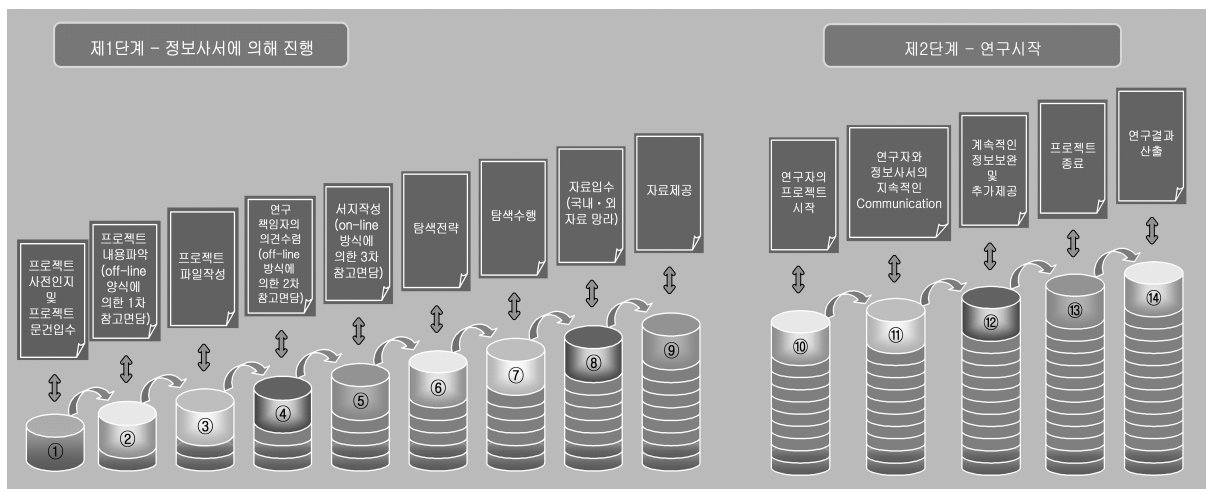 제1단계 - 정보사서에 의해 진행
제2단계 - 연구시작
프로젝트
사전인지
및
프로젝트
문건입수
프로젝트
내용파악
(off-line
양식에
의한 1차
참고면담)
프로젝트
파일작성
연구
책임자의
의견수렴
(off-line
방식에
의한 2차
참고면담)
서지작성
(on-line
방식에
의한 3차
참고면담)
탐색전략
탐색수행
자료입수
(국내·외
자료 망라)
자료제공
연구자의
프로젝트
시작
연구자와
정보사서의
지속적인
Communication
계속적인
정보보완
및
추가제공
프로젝트
종료
연구결과
산출
①
②
③
④
⑤
⑥
⑦
⑧
⑨
⑩
⑪
⑫
⑬
⑭